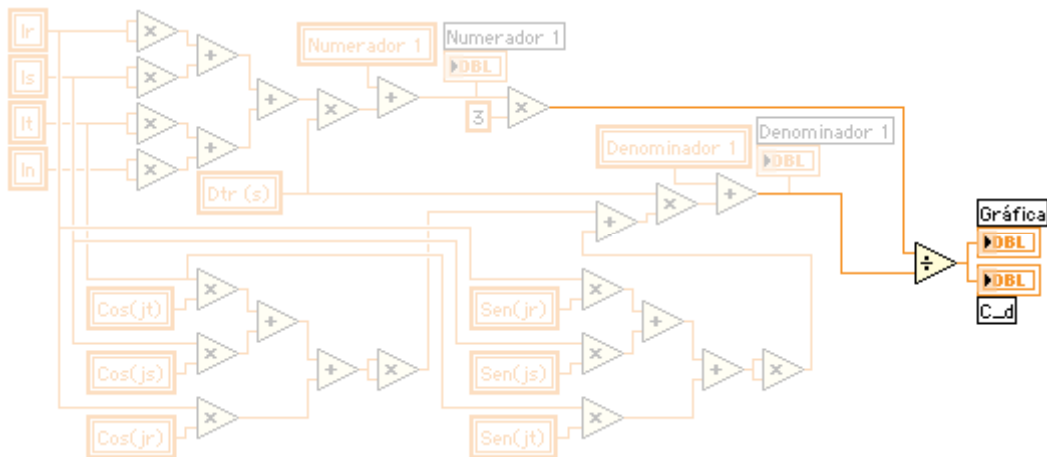 Ir
Is
It
In
Numerador 1
Numerador 1
DBL
3
Dtr (s)
Denominador 1
Denominador 1
DBL
Gráfica
DBL
DBL
C_d
Cos(jt)
Cos(js)
Cos(jr)
Sen(jr)
Sen(js)
Sen(jt)